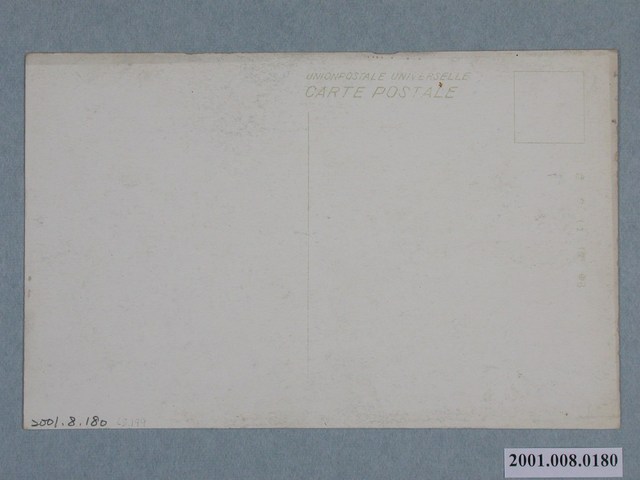 UNION POSTALE UNIVERSELLE
CARTE POSTALE
2001.8.180
2001.008.0180